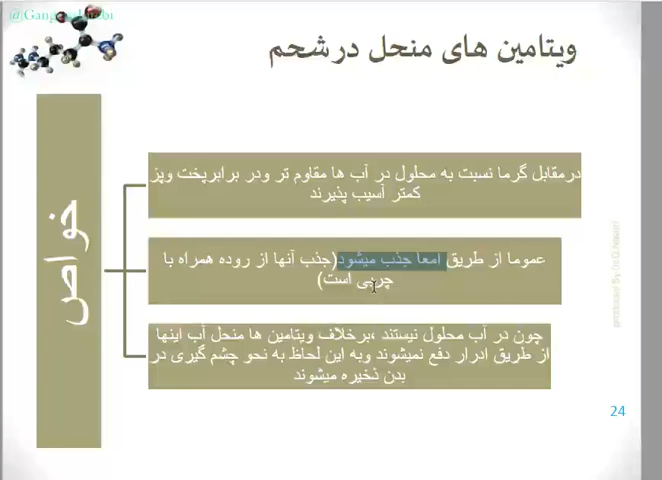 ویتامین های منحل درشحم
خواص
درمقابل گرما نسبت به محلول در آب ها مقاوم تر ودر برابرپخت وپز
کمتر آسیب پذیرند
عموما از طریق امعا جذب میشود(جذب آنها از روده همراه با
چربی است)
چون در آب محلول نیستند ،برخلاف ویتامین ها منحل آب اینها
از طریق ادرار دفع نمیشوند وبه این لحاظ به نحو چشم گیری در
بدن ذخیره میشوند
24